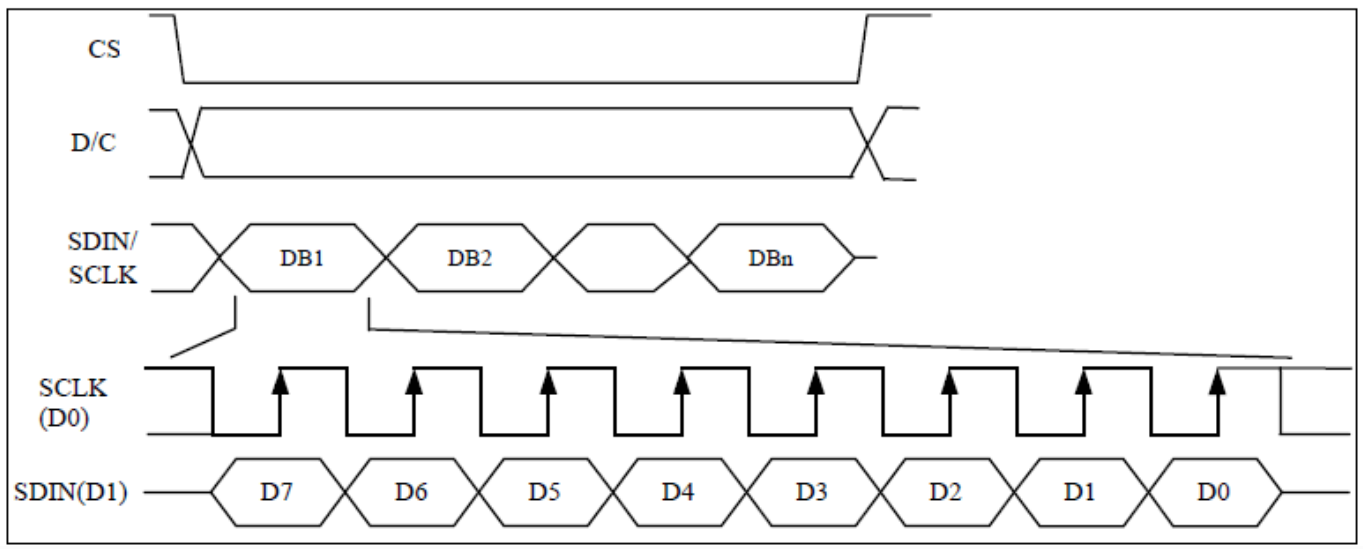 CS
D/C
SDIN/
SCLK
DB1 DB2 DBn
SCLK
(D0)
SDIN(D1) D7 D6 D5 D4 D3 D2 D1 D0